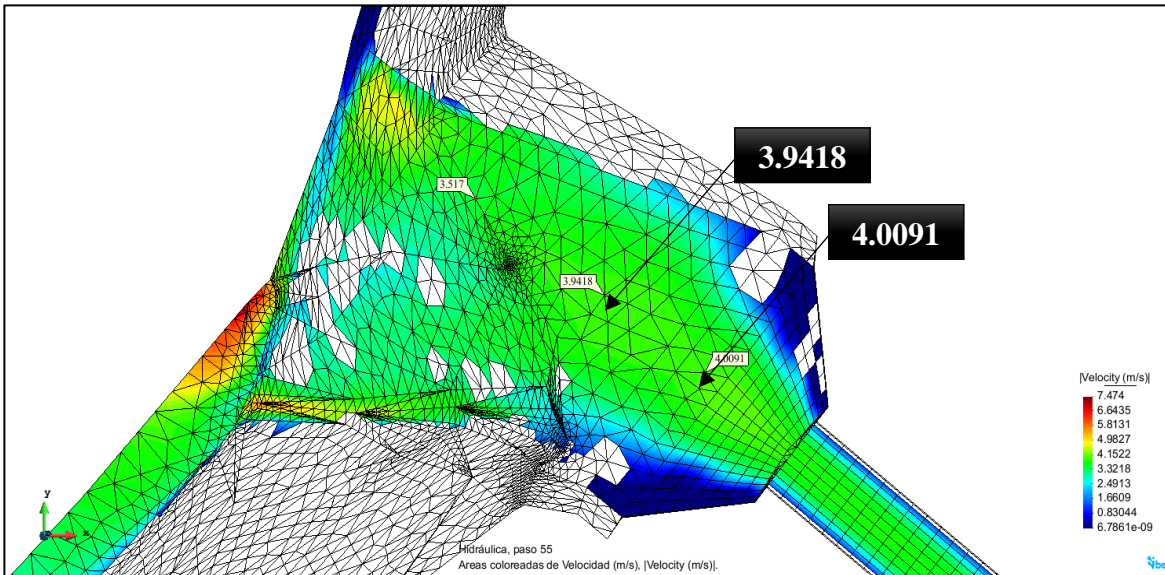 3.9418
3.517
4.0091
3.9418
4.0091
|Velocity (m/s)|
7.474
6.6435
5.8131
4.9827
4.1522
3.3218
2.4913
1.6609
0.83044
6.7861e-09
y
x
Hidráulica, paso 55
Areas coloreadas de Velocidad (m/s), |Velocity (m/s)|.